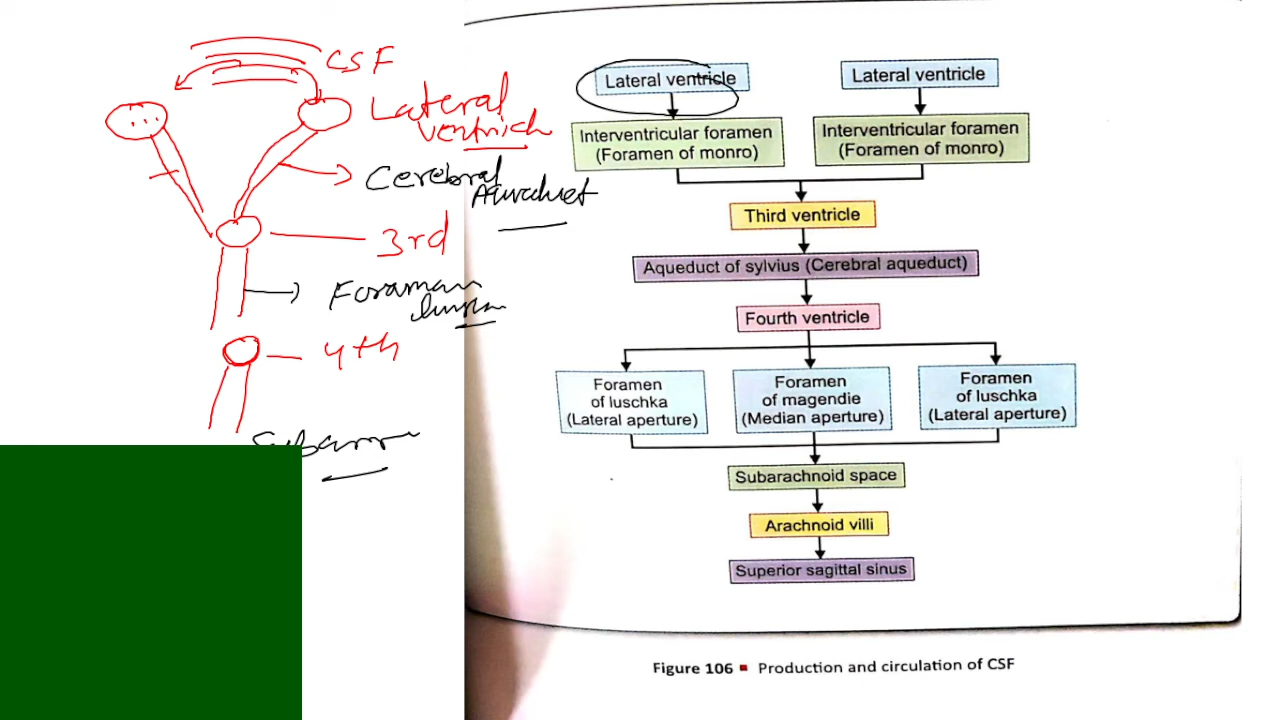 CSF
Lateral
ventrich
Cerebral
Aquaduct
3rd
Foraman
4th
Lateral ventricle
Lateral ventricle
Interventricular foramen
(Foramen of monro)
Interventricular foramen
(Foramen of monro)
Third ventricle
Aqueduct of sylvius (Cerebral aqueduct)
Fourth ventricle
Foramen
of luschka
(Lateral aperture)
Foramen
of magendie
(Median aperture)
Foramen
of luschka
(Lateral aperture)
Subarachnoid space
Arachnoid villi
Superior sagittal sinus
Figure 106 ■ Production and circulation of CSF